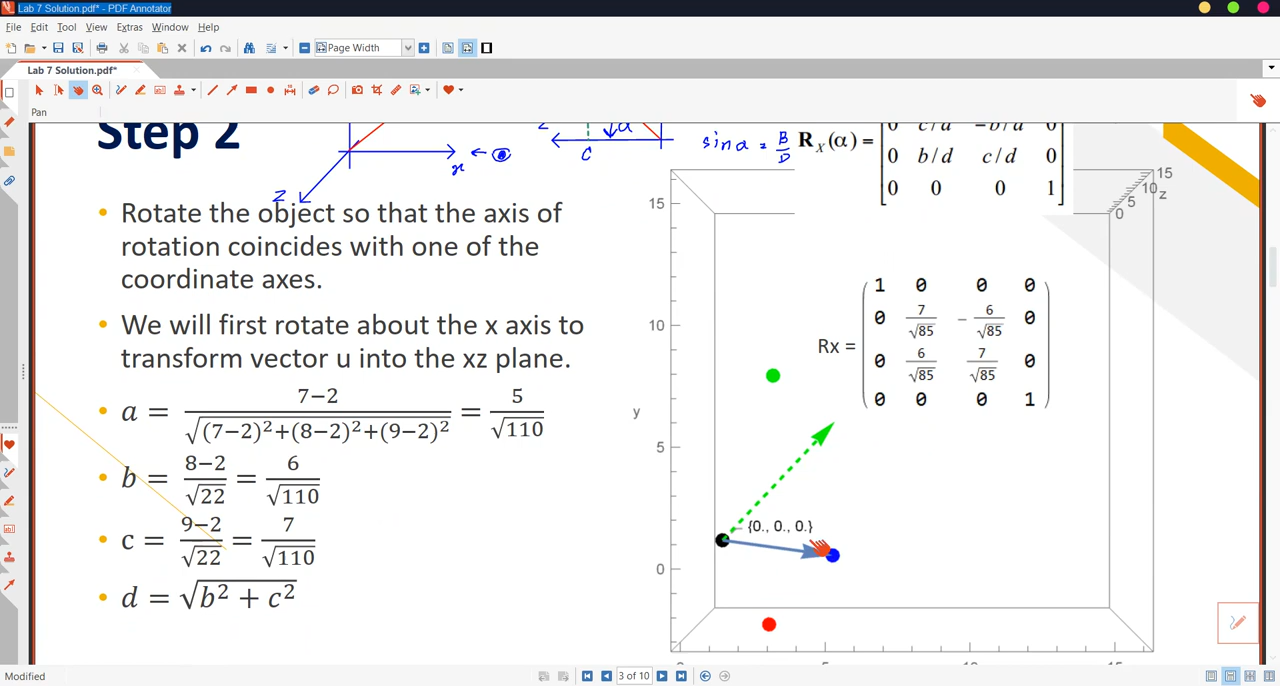 Lab 7 Solution.pdf* - PDF Annotator
File Edit Tool View Extras Window Help
Page Width
Lab 7 Solution.pdf*
Pan
Step 2
x
Z
C
α
sin α = B/D
R_X(α) =
0 c/d -b/d 0
0 b/d c/d 0
0 0 0 1
• Rotate the object so that the axis of
rotation coincides with one of the
coordinate axes.
• We will first rotate about the x axis to
transform vector u into the xz plane.
• a = (7−2)/√((7−2)²+(8−2)²+(9−2)²) = 5/√110
• b = (8−2)/√22 = 6/√110
• c = (9−2)/√22 = 7/√110
• d = √(b² + c²)
15
10
5
0
y
15
10
5
0
z
Rx =
1 0 0 0
0 7/√85 - 6/√85 0
0 6/√85 7/√85 0
0 0 0 1
{0., 0., 0.}
5
Modified
3 of 10